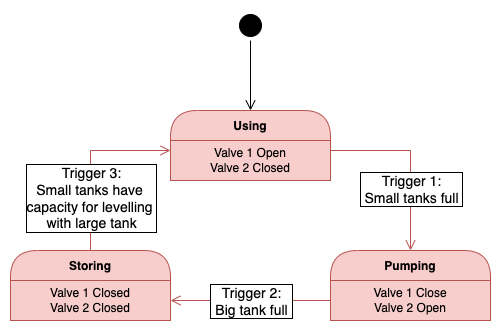 Using
Valve 1 Open
Valve 2 Closed
Trigger 3:
Small tanks have
capacity for levelling
with large tank
Trigger 1:
Small tanks full
Storing
Valve 1 Closed
Valve 2 Closed
Trigger 2:
Big tank full
Pumping
Valve 1 Close
Valve 2 Open